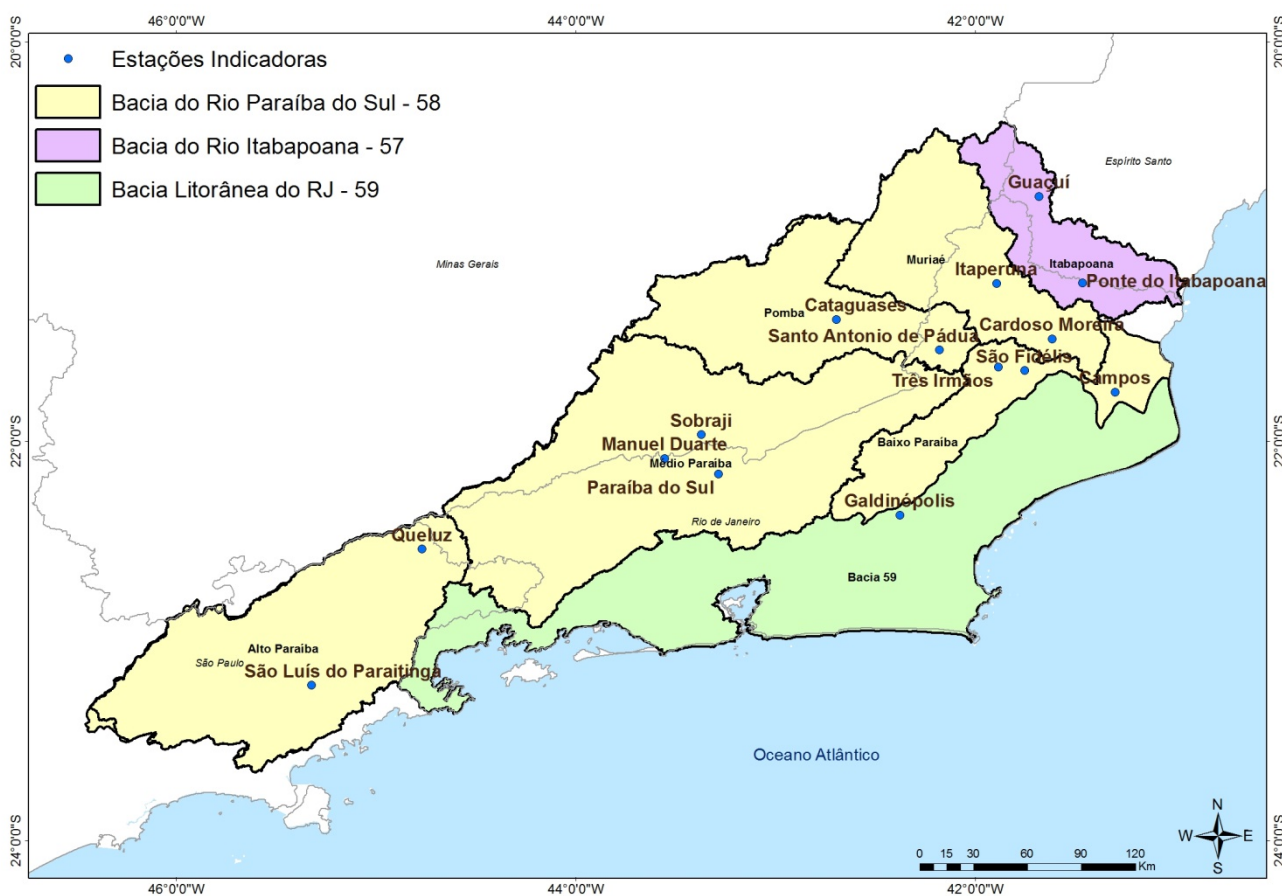 46°0'0"W
44°0'0"W
42°0'0"W
20°0'0"S
20°0'0"S
Estações Indicadoras
Bacia do Rio Paraíba do Sul - 58
Bacia do Rio Itabapoana - 57
Bacia Litorânea do RJ - 59
Espírito Santo
Guaçuí
Minas Gerais
Muriaé
Itabapoana
Itaperuna
Ponte do Itabapoana
Cataguases
Pomba
Cardoso Moreira
Santo Antonio de Pádua
São Fidélis
Três Irmãos
Campos
Sobraji
22°0'0"S
22°0'0"S
Manuel Duarte
Baixo Paraiba
Médio Paraiba
Paraíba do Sul
Galdinópolis
Rio de Janeiro
Queluz
Bacia 59
Alto Paraiba
São Paulo
São Luís do Paraitinga
Oceano Atlântico
N
W
E
S
24°0'0"S
24°0'0"S
0 15 30 60 90 120
Km
46°0'0"W
44°0'0"W
42°0'0"W